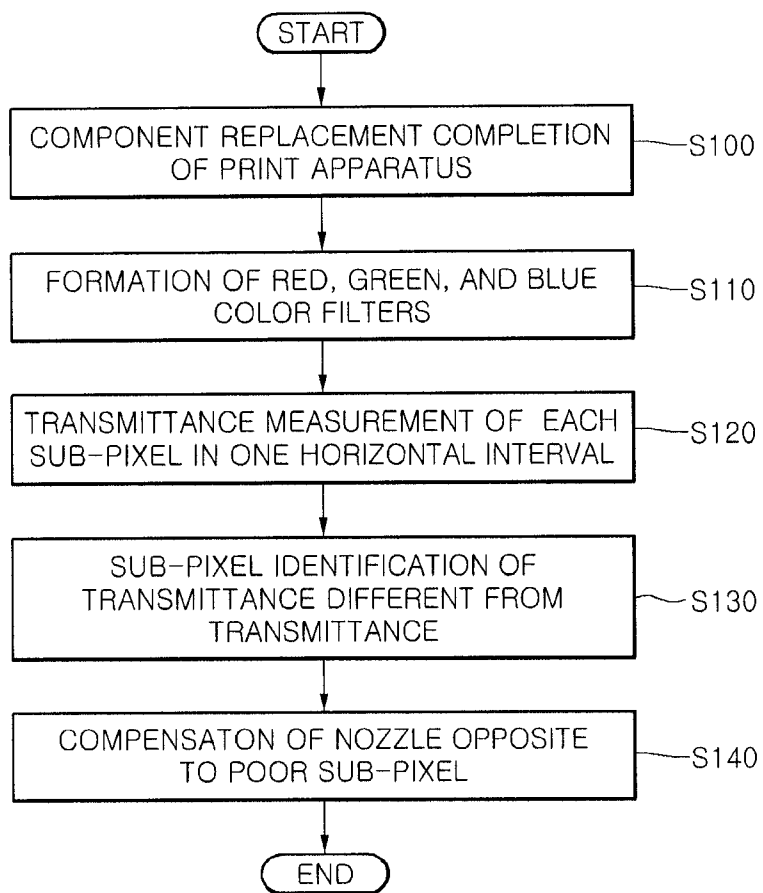 START
COMPONENT REPLACEMENT COMPLETION
OF PRINT APPARATUS
S100
FORMATION OF RED, GREEN, AND BLUE
COLOR FILTERS
S110
TRANSMITTANCE MEASUREMENT OF EACH
SUB-PIXEL IN ONE HORIZONTAL INTERVAL
S120
SUB-PIXEL IDENTIFICATION OF
TRANSMITTANCE DIFFERENT FROM
TRANSMITTANCE
S130
COMPENSATON OF NOZZLE OPPOSITE
TO POOR SUB-PIXEL
S140
END